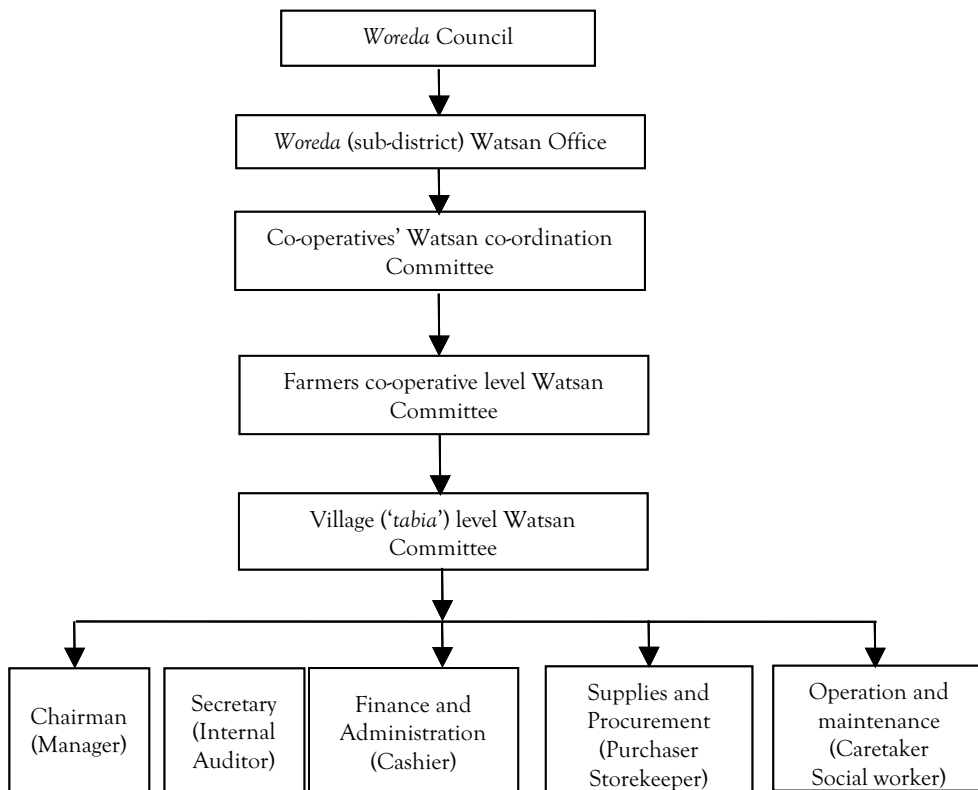 Woreda Council
Woreda (sub-district) Watsan Office
Co-operatives’ Watsan co-ordination
Committee
Farmers co-operative level Watsan
Committee
Village (‘tabia’) level Watsan
Committee
Chairman
(Manager)
Secretary
(Internal
Auditor)
Finance and
Administration
(Cashier)
Supplies and
Procurement
(Purchaser
Storekeeper)
Operation and
maintenance
(Caretaker
Social worker)